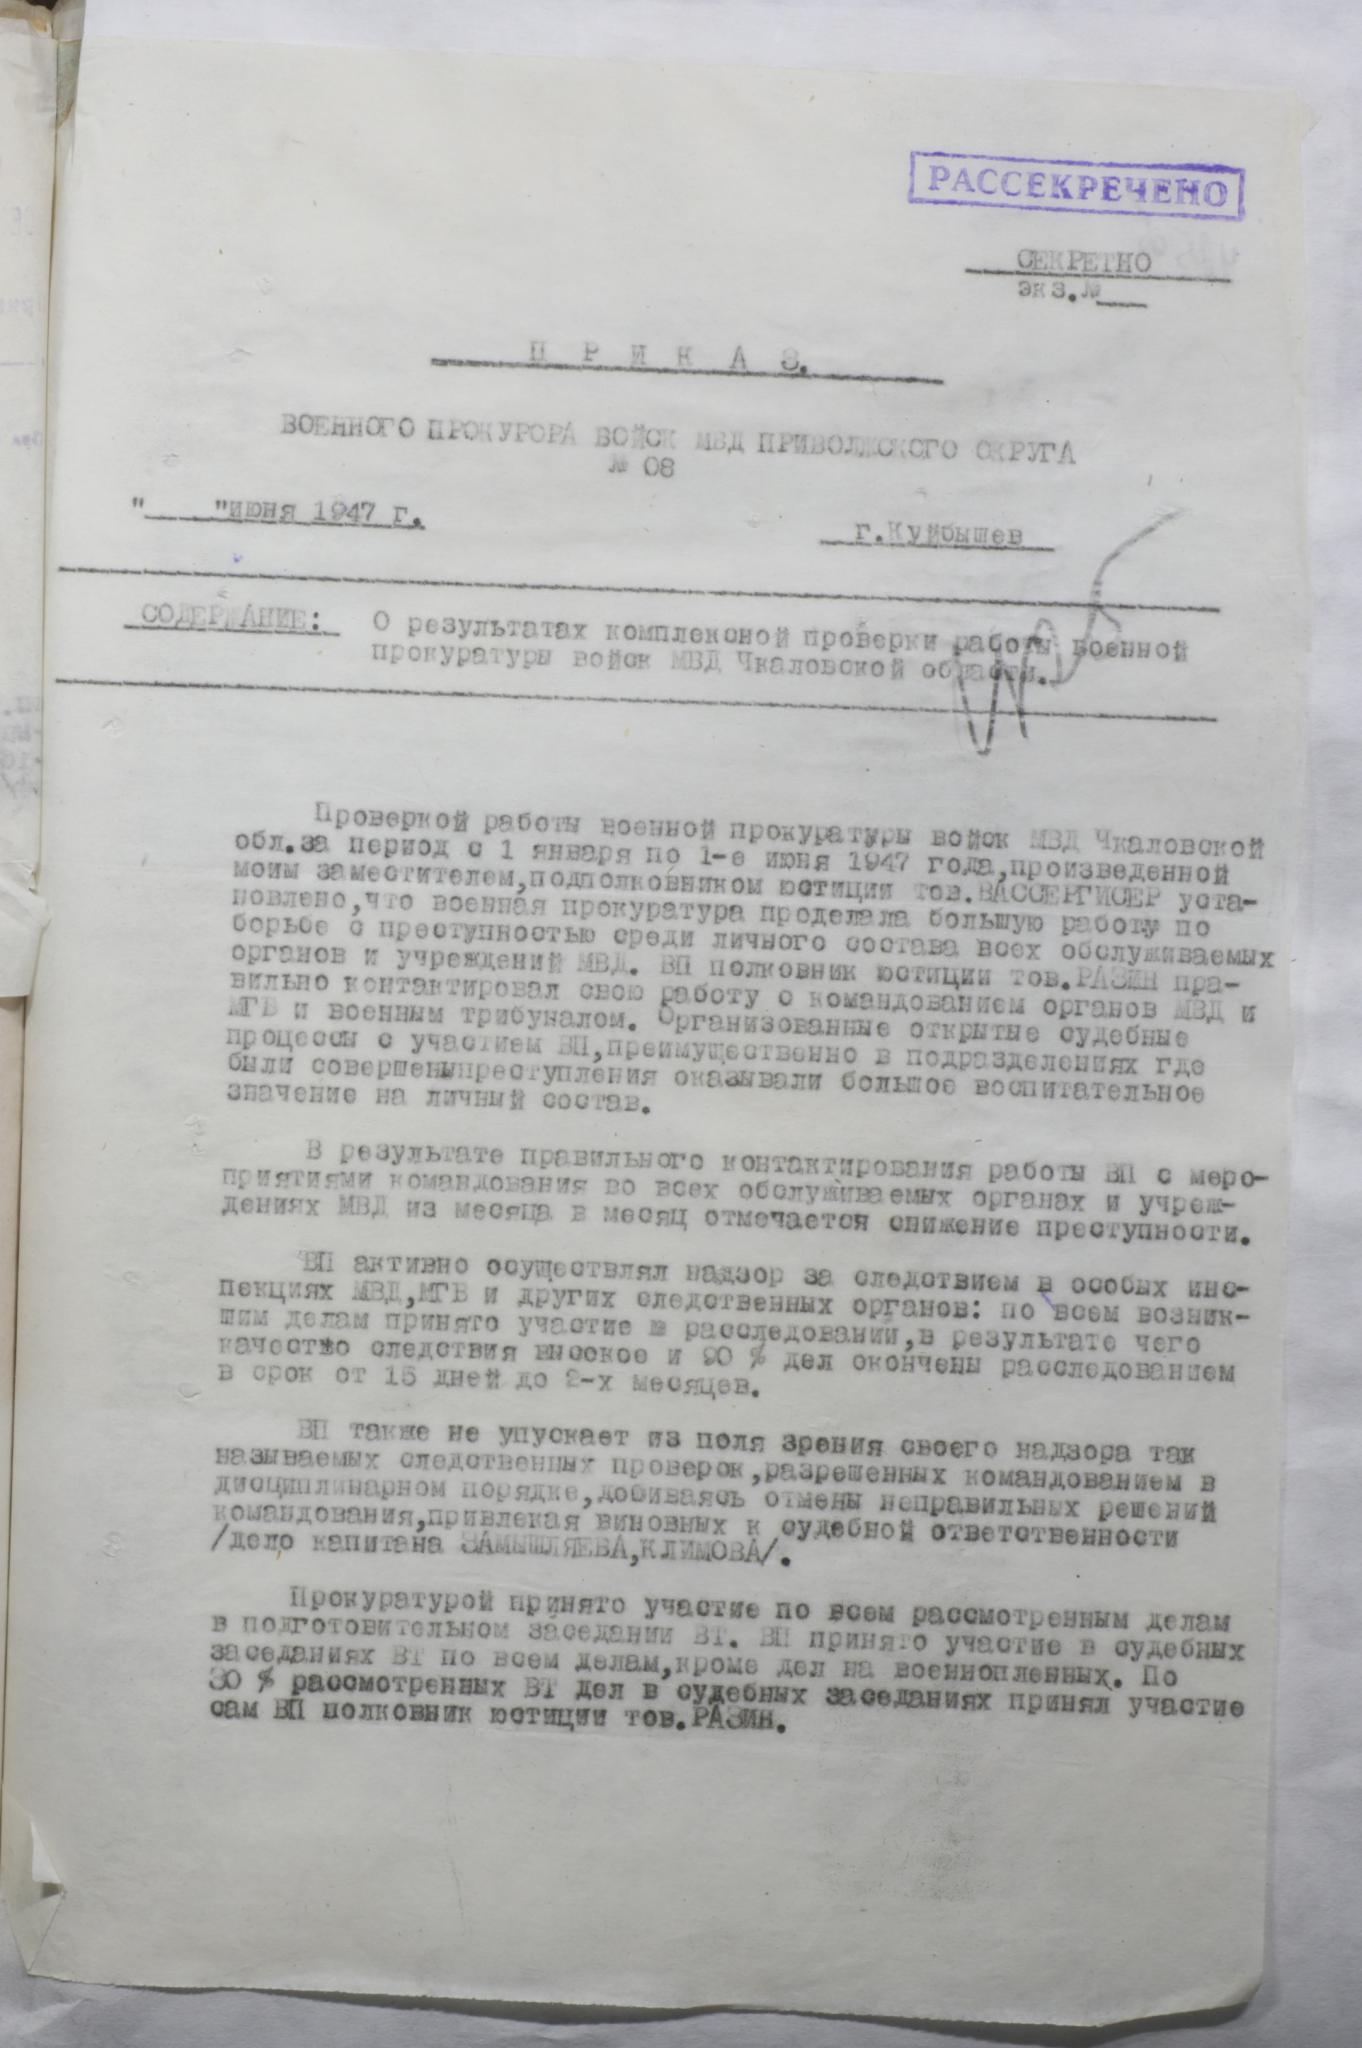 РАССЕКРЕЧЕНО
СЕКРЕТНО
экз.№___
П Р И К А З.
ВОЕННОГО ПРОКУРОРА ВОЙСК МВД ПРИВОЛЖСКОГО ОКРУГА
№ 08
"___"июня 1947 г.
г.Куйбышев
СОДЕРЖАНИЕ: О результатах комплексной проверки работы военной
прокуратуры войск МВД Чкаловской области.
Проверкой работы военной прокуратуры войск МВД Чкаловской
обл.за период с 1 января по 1-е июня 1947 года,произведенной
моим заместителем,подполковником юстиции тов.ВАССЕРГИСЕР уста-
новлено,что военная прокуратура проделала большую работу по
борьбе с преступностью среди личного состава всех обслуживаемых
органов и учреждений МВД. ВП полковник юстиции тов.РАЗИН пра-
вильно контактировал свою работу с командованием органов МВД и
МГБ и военным трибуналом. Организованные открытые судебные
процессы с участием ВП,преимущественно в подразделениях где
были совершеныпреступления оказывали большое воспитательное
значение на личный состав.
В результате правильного контактирования работы ВП с меро-
приятиями командования во всех обслуживаемых органах и учреж-
дениях МВД из месяца в месяц отмечается снижение преступности.
ВП активно осуществлял надзор за следствием в особых инс-
пекциях МВД,МГБ и других следственных органов: по всем возник-
шим делам принято участие в расследовании,в результате чего
качество следствия высокое и 90 % дел окончены расследованием
в срок от 15 дней до 2-х месяцев.
ВП также не упускает из поля зрения своего надзора так
называемых следственных проверок,разрешенных командованием в
дисциплинарном порядке,добиваясь отмены неправильных решений
командования,привлекая виновных к судебной ответственности
/дело капитана ЗАМЫШЛЯЕВА,КЛИМОВА/.
Прокуратурой принято участие по всем рассмотренным делам
в подготовительном заседании ВТ. ВП принято участие в судебных
заседаниях ВТ по всем делам,кроме дел на военнопленных. По
30 % рассмотренных ВТ дел в судебных заседаниях принял участие
сам ВП полковник юстиции тов.РАЗИН.